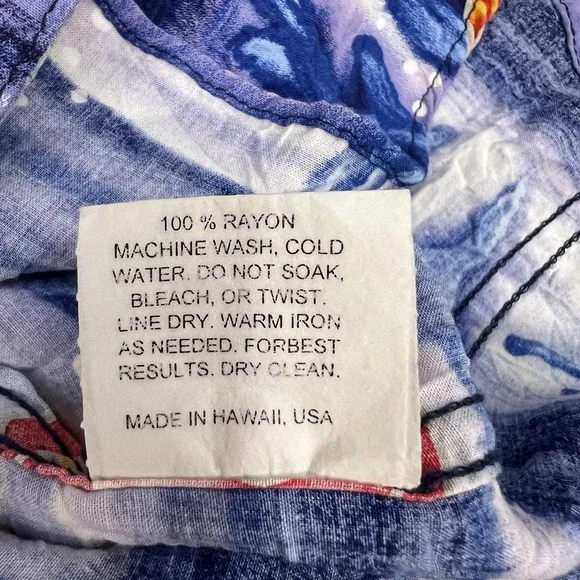 100 % RAYON
MACHINE WASH, COLD
WATER. DO NOT SOAK,
BLEACH, OR TWIST.
LINE DRY. WARM IRON
AS NEEDED. FORBEST
RESULTS. DRY CLEAN.
MADE IN HAWAII, USA